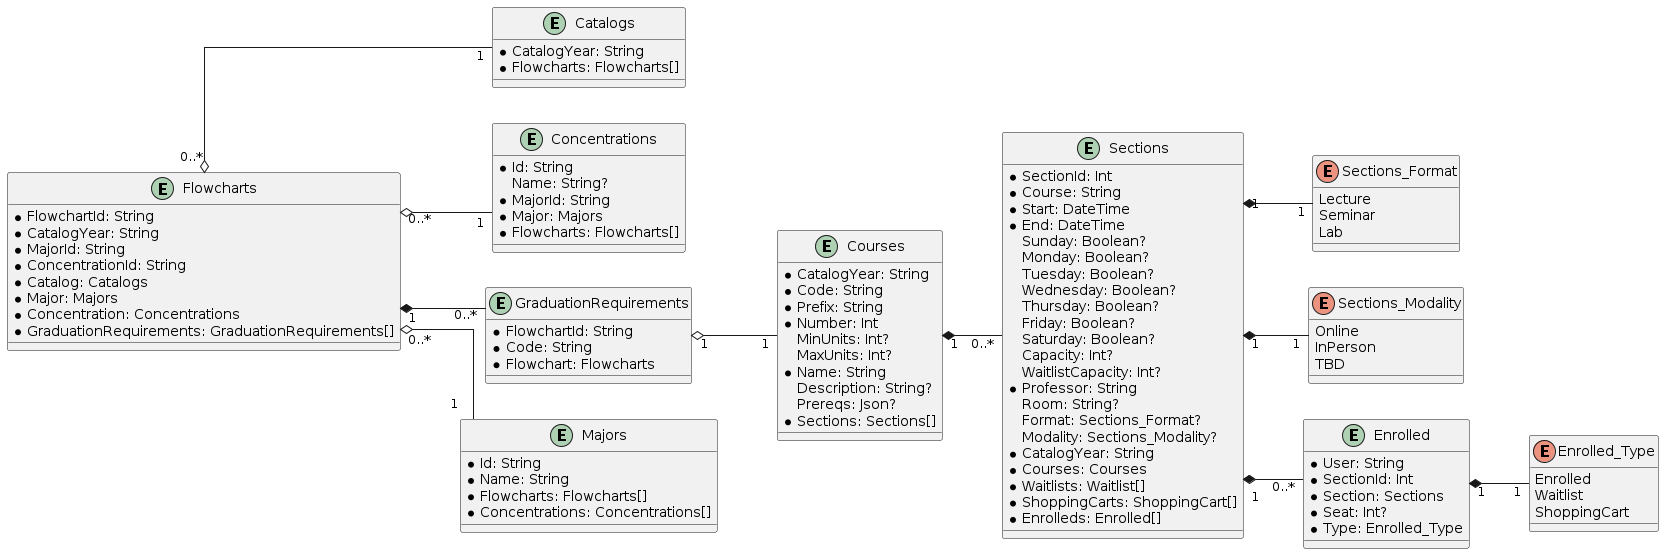 E Catalogs
CatalogYear: String
Flowcharts: Flowcharts[]
1
0..*
E Concentrations
Id: String
Name: String?
MajorId: String
Major: Majors
Flowcharts: Flowcharts[]
E Flowcharts
FlowchartId: String
CatalogYear: String
MajorId: String
ConcentrationId: String
Catalog: Catalogs
Major: Majors
Concentration: Concentrations
GraduationRequirements: GraduationRequirements[]
0..*
1
1
0..*
0..*
1
E GraduationRequirements
FlowchartId: String
Code: String
Flowchart: Flowcharts
E Majors
Id: String
Name: String
Flowcharts: Flowcharts[]
Concentrations: Concentrations[]
1
1
E Courses
CatalogYear: String
Code: String
Prefix: String
Number: Int
MinUnits: Int?
MaxUnits: Int?
Name: String
Description: String?
Prereqs: Json?
Sections: Sections[]
1
0..*
E Sections
SectionId: Int
Course: String
Start: DateTime
End: DateTime
Sunday: Boolean?
Monday: Boolean?
Tuesday: Boolean?
Wednesday: Boolean?
Thursday: Boolean?
Friday: Boolean?
Saturday: Boolean?
Capacity: Int?
WaitlistCapacity: Int?
Professor: String
Room: String?
Format: Sections_Format?
Modality: Sections_Modality?
CatalogYear: String
Courses: Courses
Waitlists: Waitlist[]
ShoppingCarts: ShoppingCart[]
Enrolleds: Enrolled[]
1
1
E Sections_Format
Lecture
Seminar
Lab
1
1
E Sections_Modality
Online
InPerson
TBD
1
0..*
E Enrolled
User: String
SectionId: Int
Section: Sections
Seat: Int?
Type: Enrolled_Type
1
1
E Enrolled_Type
Enrolled
Waitlist
ShoppingCart